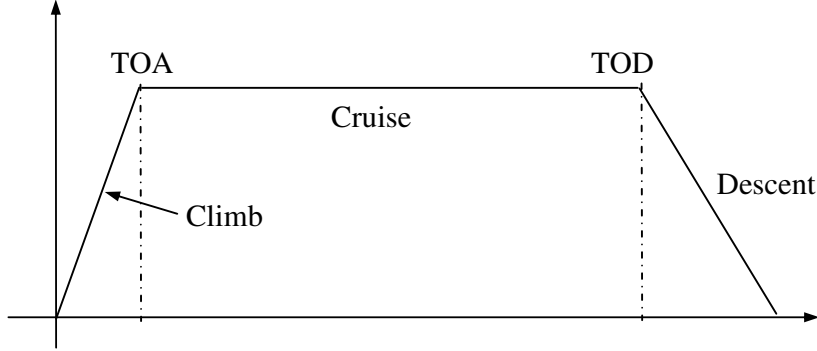 TOA
TOD
Cruise
Descent
Climb